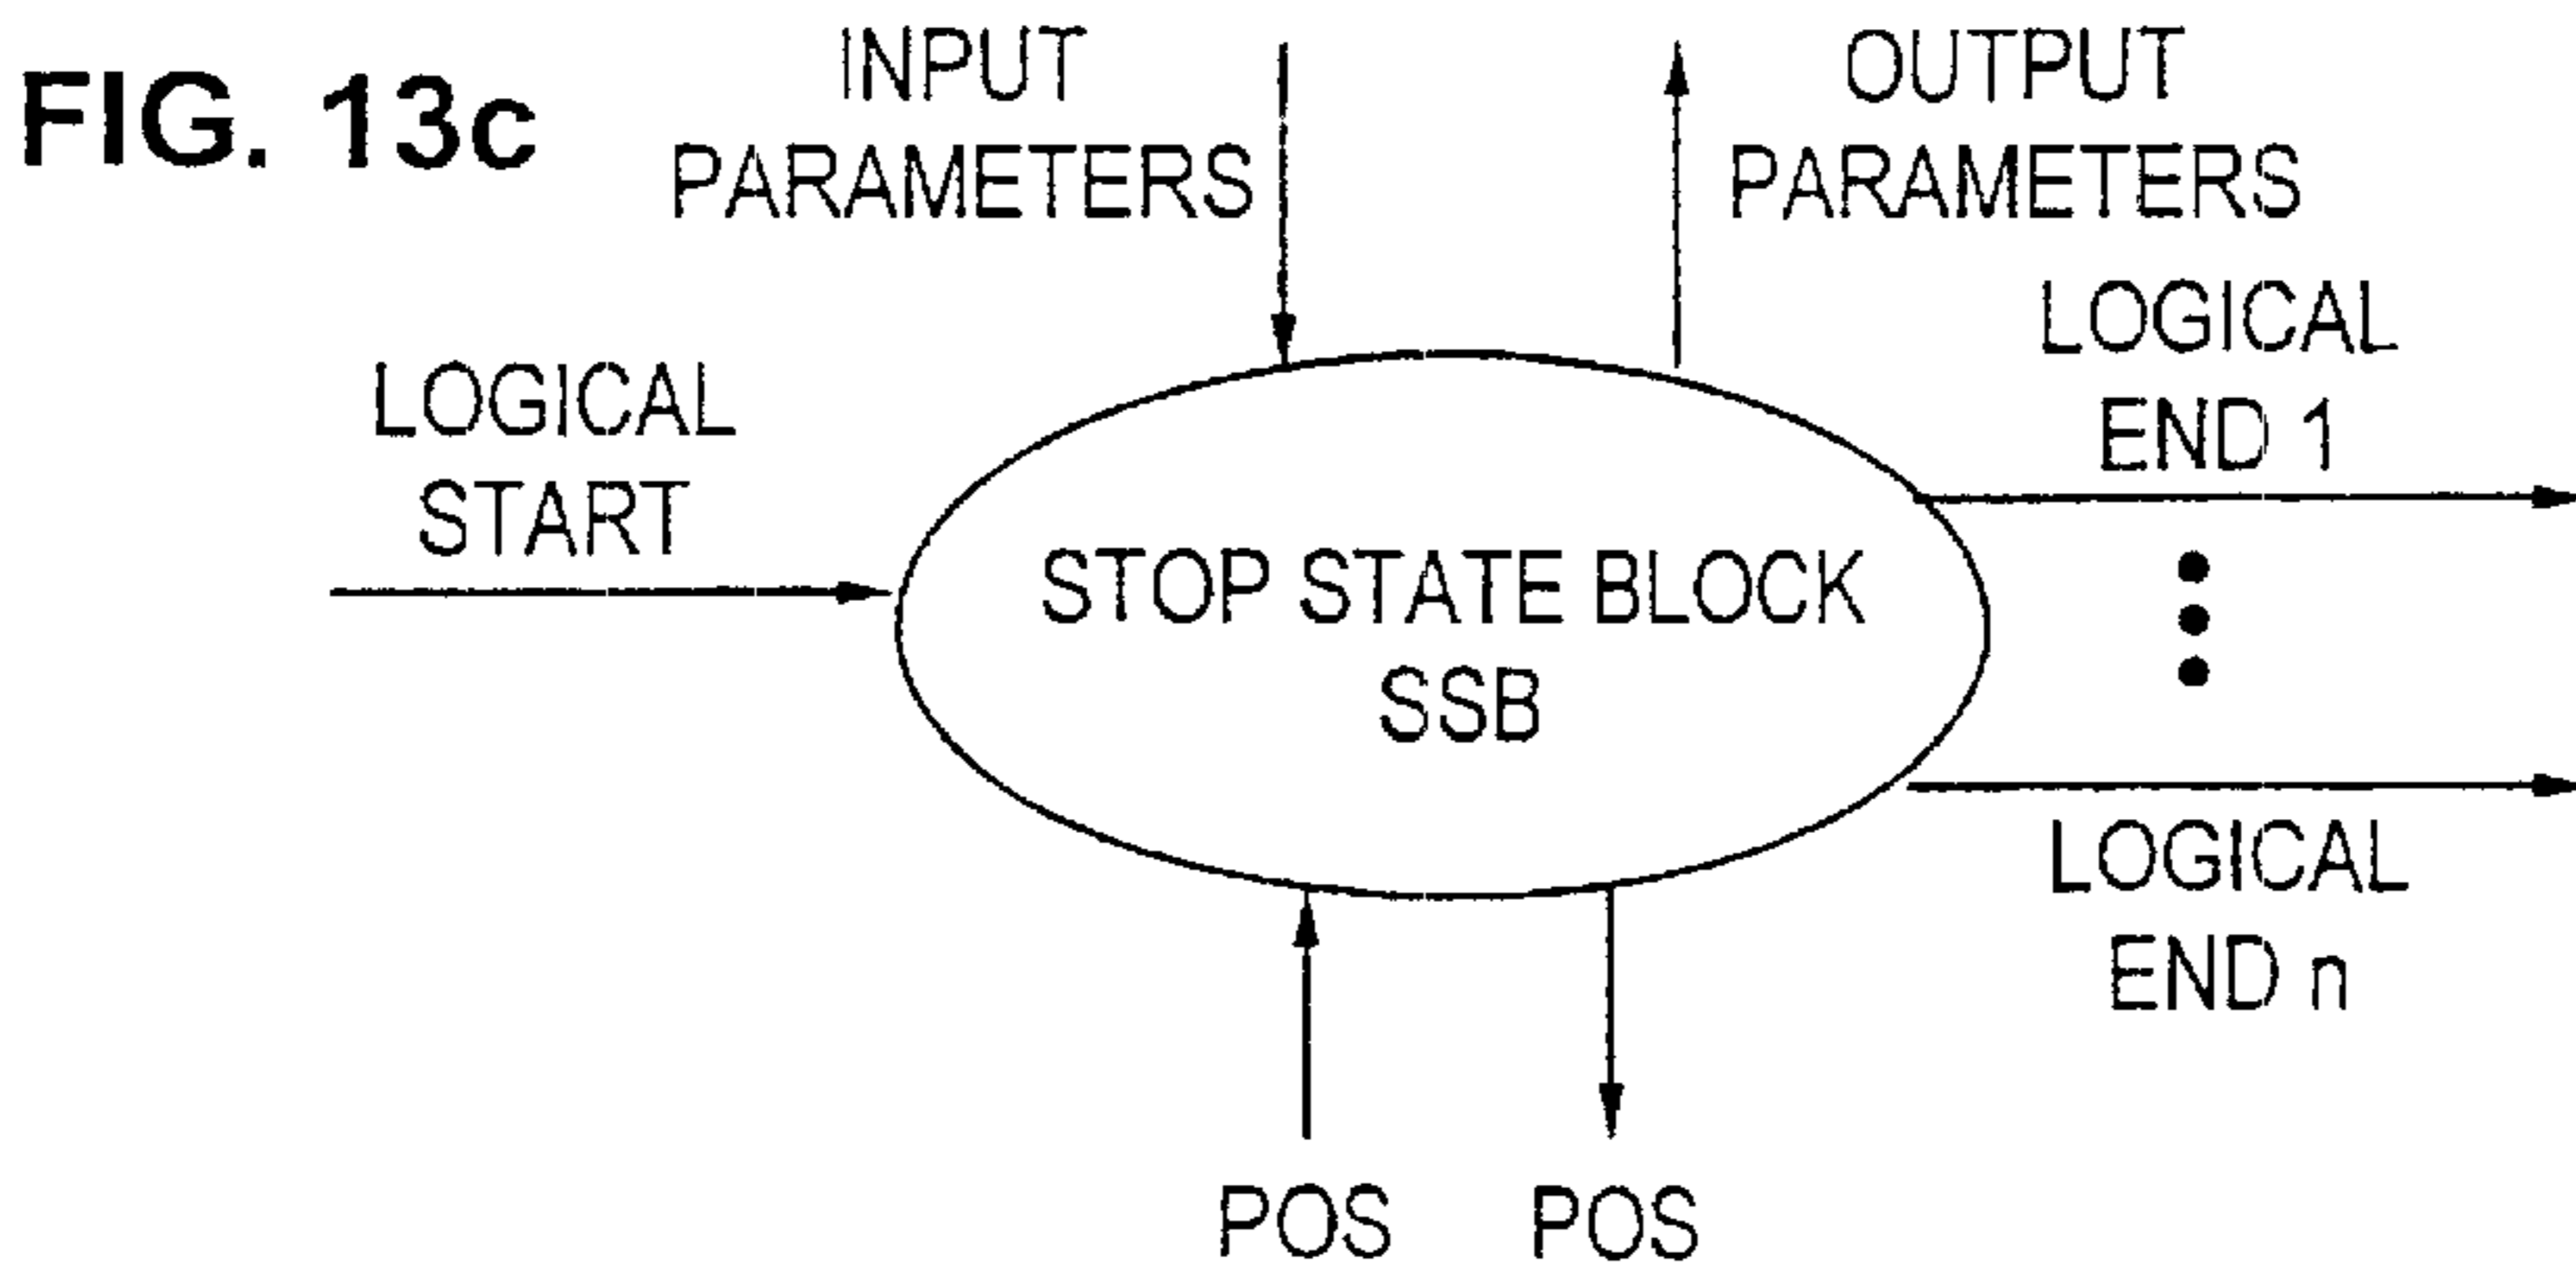 FIG. 13c
INPUT
PARAMETERS
OUTPUT
PARAMETERS
LOGICAL
START
LOGICAL
END 1
STOP STATE BLOCK
SSB
LOGICAL
END n
POS
POS